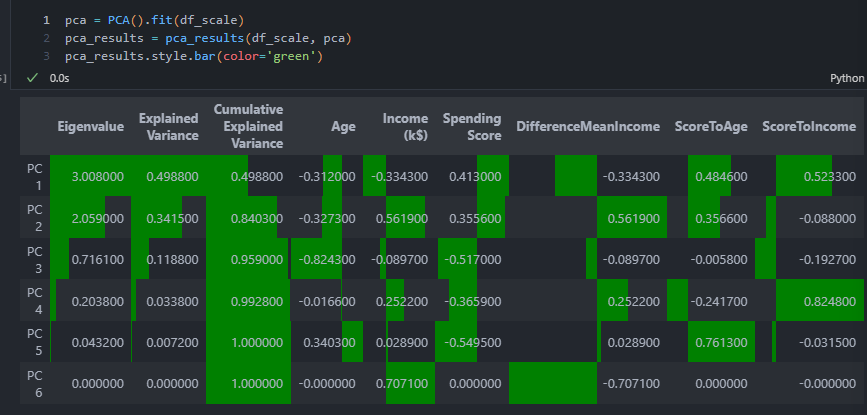 1 pca = PCA().fit(df_scale)
2 pca_results = pca_results(df_scale, pca)
3 pca_results.style.bar(color='green')
5] ✓ 0.0s Python
Eigenvalue Explained Variance Cumulative Explained Variance Age Income (k$) Spending Score DifferenceMeanIncome ScoreToAge ScoreToIncome
PC 1 3.008000 0.498800 0.498800 -0.312000 -0.334300 0.413000 -0.334300 0.484600 0.523300
PC 2 2.059000 0.341500 0.840300 -0.327300 0.561900 0.355600 0.561900 0.356600 -0.088000
PC 3 0.716100 0.118800 0.959000 -0.824300 -0.089700 -0.517000 -0.089700 -0.005800 -0.192700
PC 4 0.203800 0.033800 0.992800 -0.016600 0.252200 -0.365900 0.252200 -0.241700 0.824800
PC 5 0.043200 0.007200 1.000000 0.340300 0.028900 -0.549500 0.028900 0.761300 -0.031500
PC 6 0.000000 0.000000 1.000000 -0.000000 0.707100 0.000000 -0.707100 0.000000 -0.000000